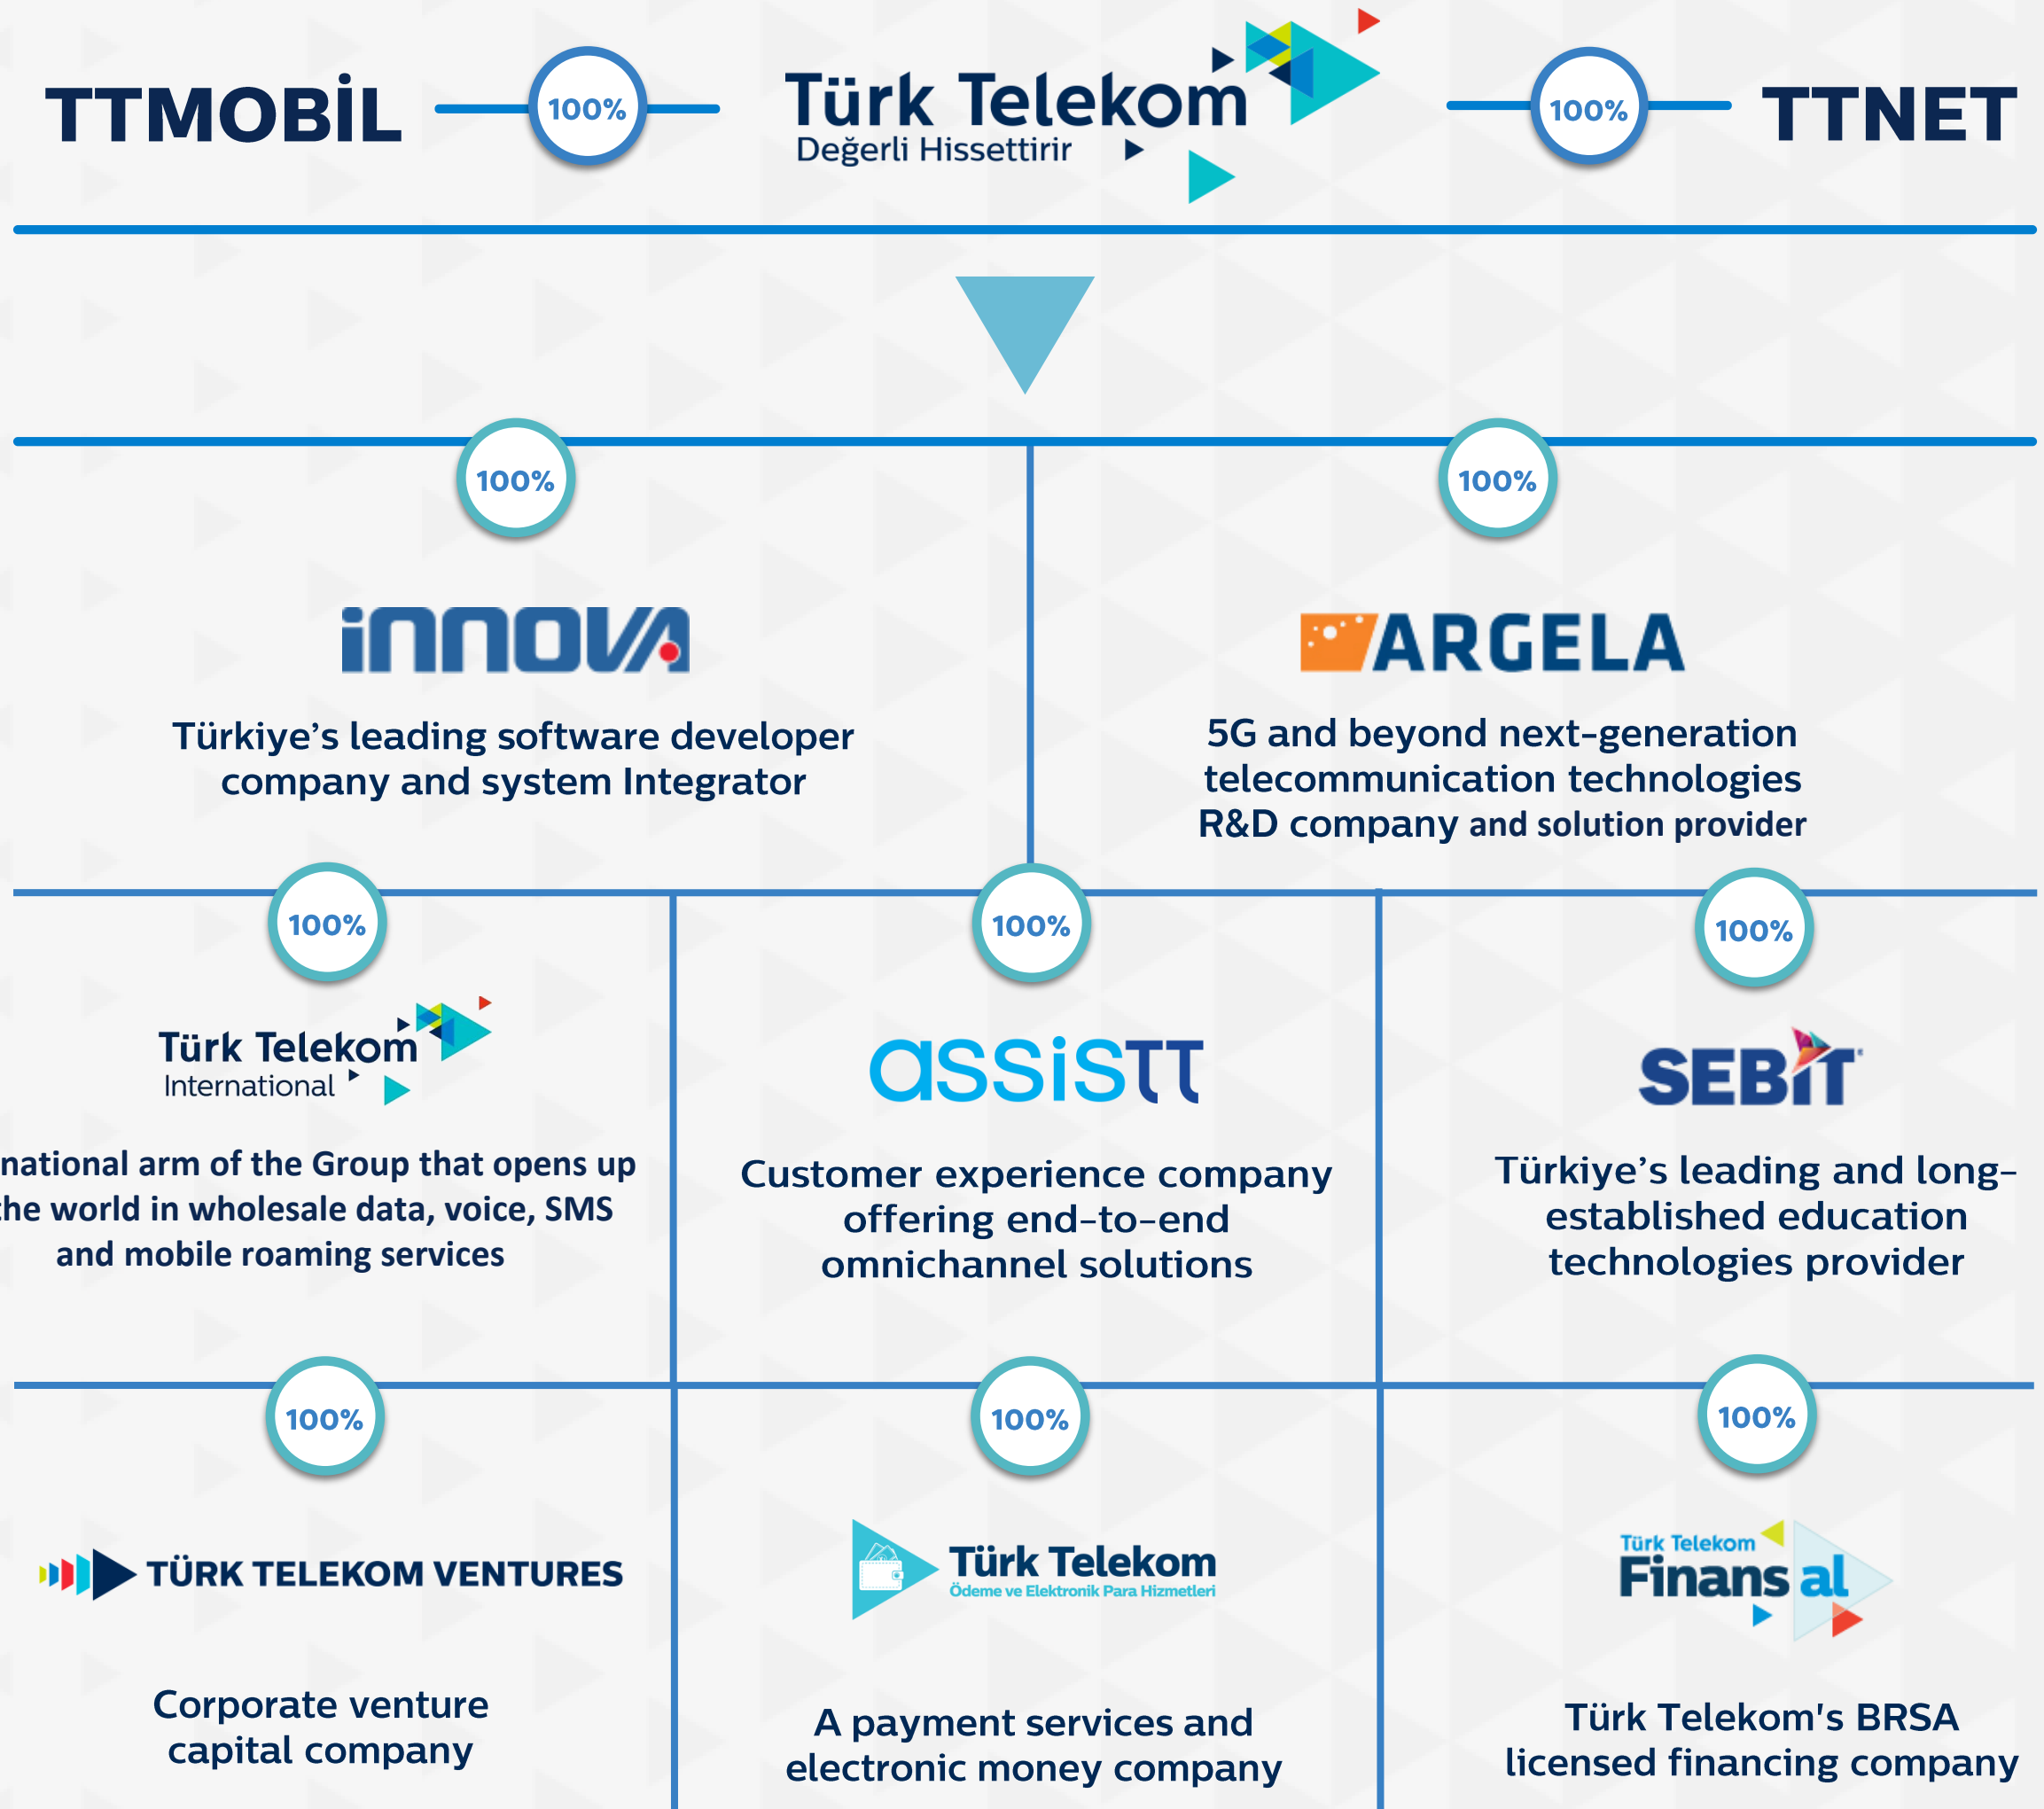 TTMOBİL
100%
Türk Telekom
Değerli Hissettirir
100%
TTNET
100%
100%
innova
ARGELA
Türkiye’s leading software developer
company and system Integrator
5G and beyond next-generation
telecommunication technologies
R&D company and solution provider
100%
100%
100%
Türk Telekom
International
assisTT
SEBİT
national arm of the Group that opens up
the world in wholesale data, voice, SMS
and mobile roaming services
Customer experience company
offering end-to-end
omnichannel solutions
Türkiye’s leading and long-
established education
technologies provider
100%
100%
100%
TÜRK TELEKOM VENTURES
Türk Telekom
Ödeme ve Elektronik Para Hizmetleri
Türk Telekom
Finansal
Corporate venture
capital company
A payment services and
electronic money company
Türk Telekom's BRSA
licensed financing company